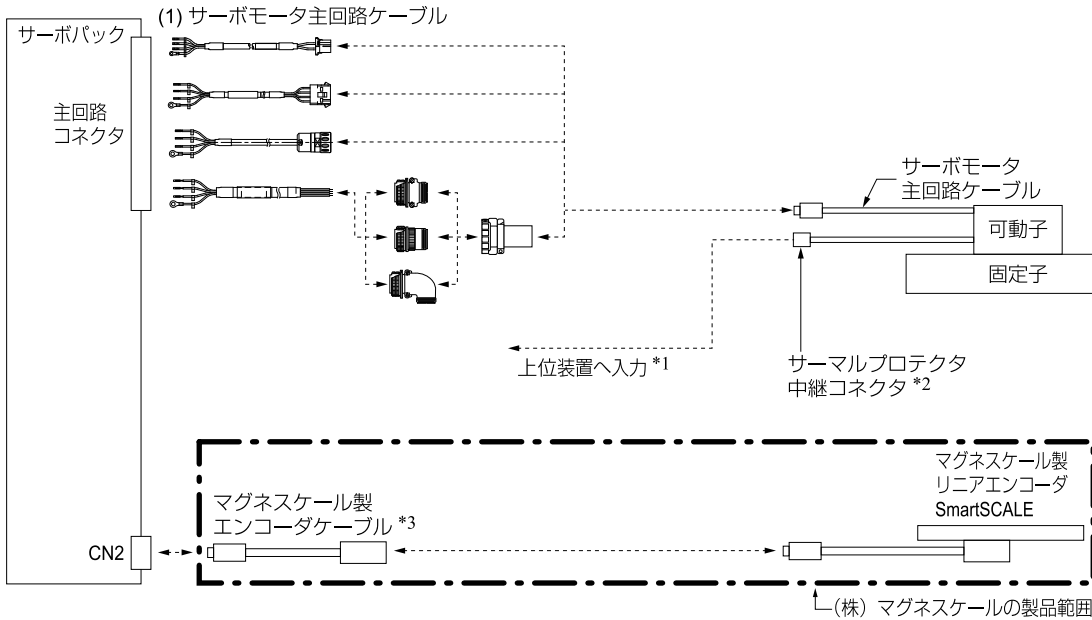 (1) サーボモータ主回路ケーブル
サーボパック
主回路
コネクタ
サーボモータ
主回路ケーブル
可動子
固定子
上位装置へ入力 *1
サーマルプロテクタ
中継コネクタ *2
マグネスケール製
リニアエンコーダ
SmartSCALE
マグネスケール製
エンコーダケーブル *3
CN2
(株) マグネスケールの製品範囲